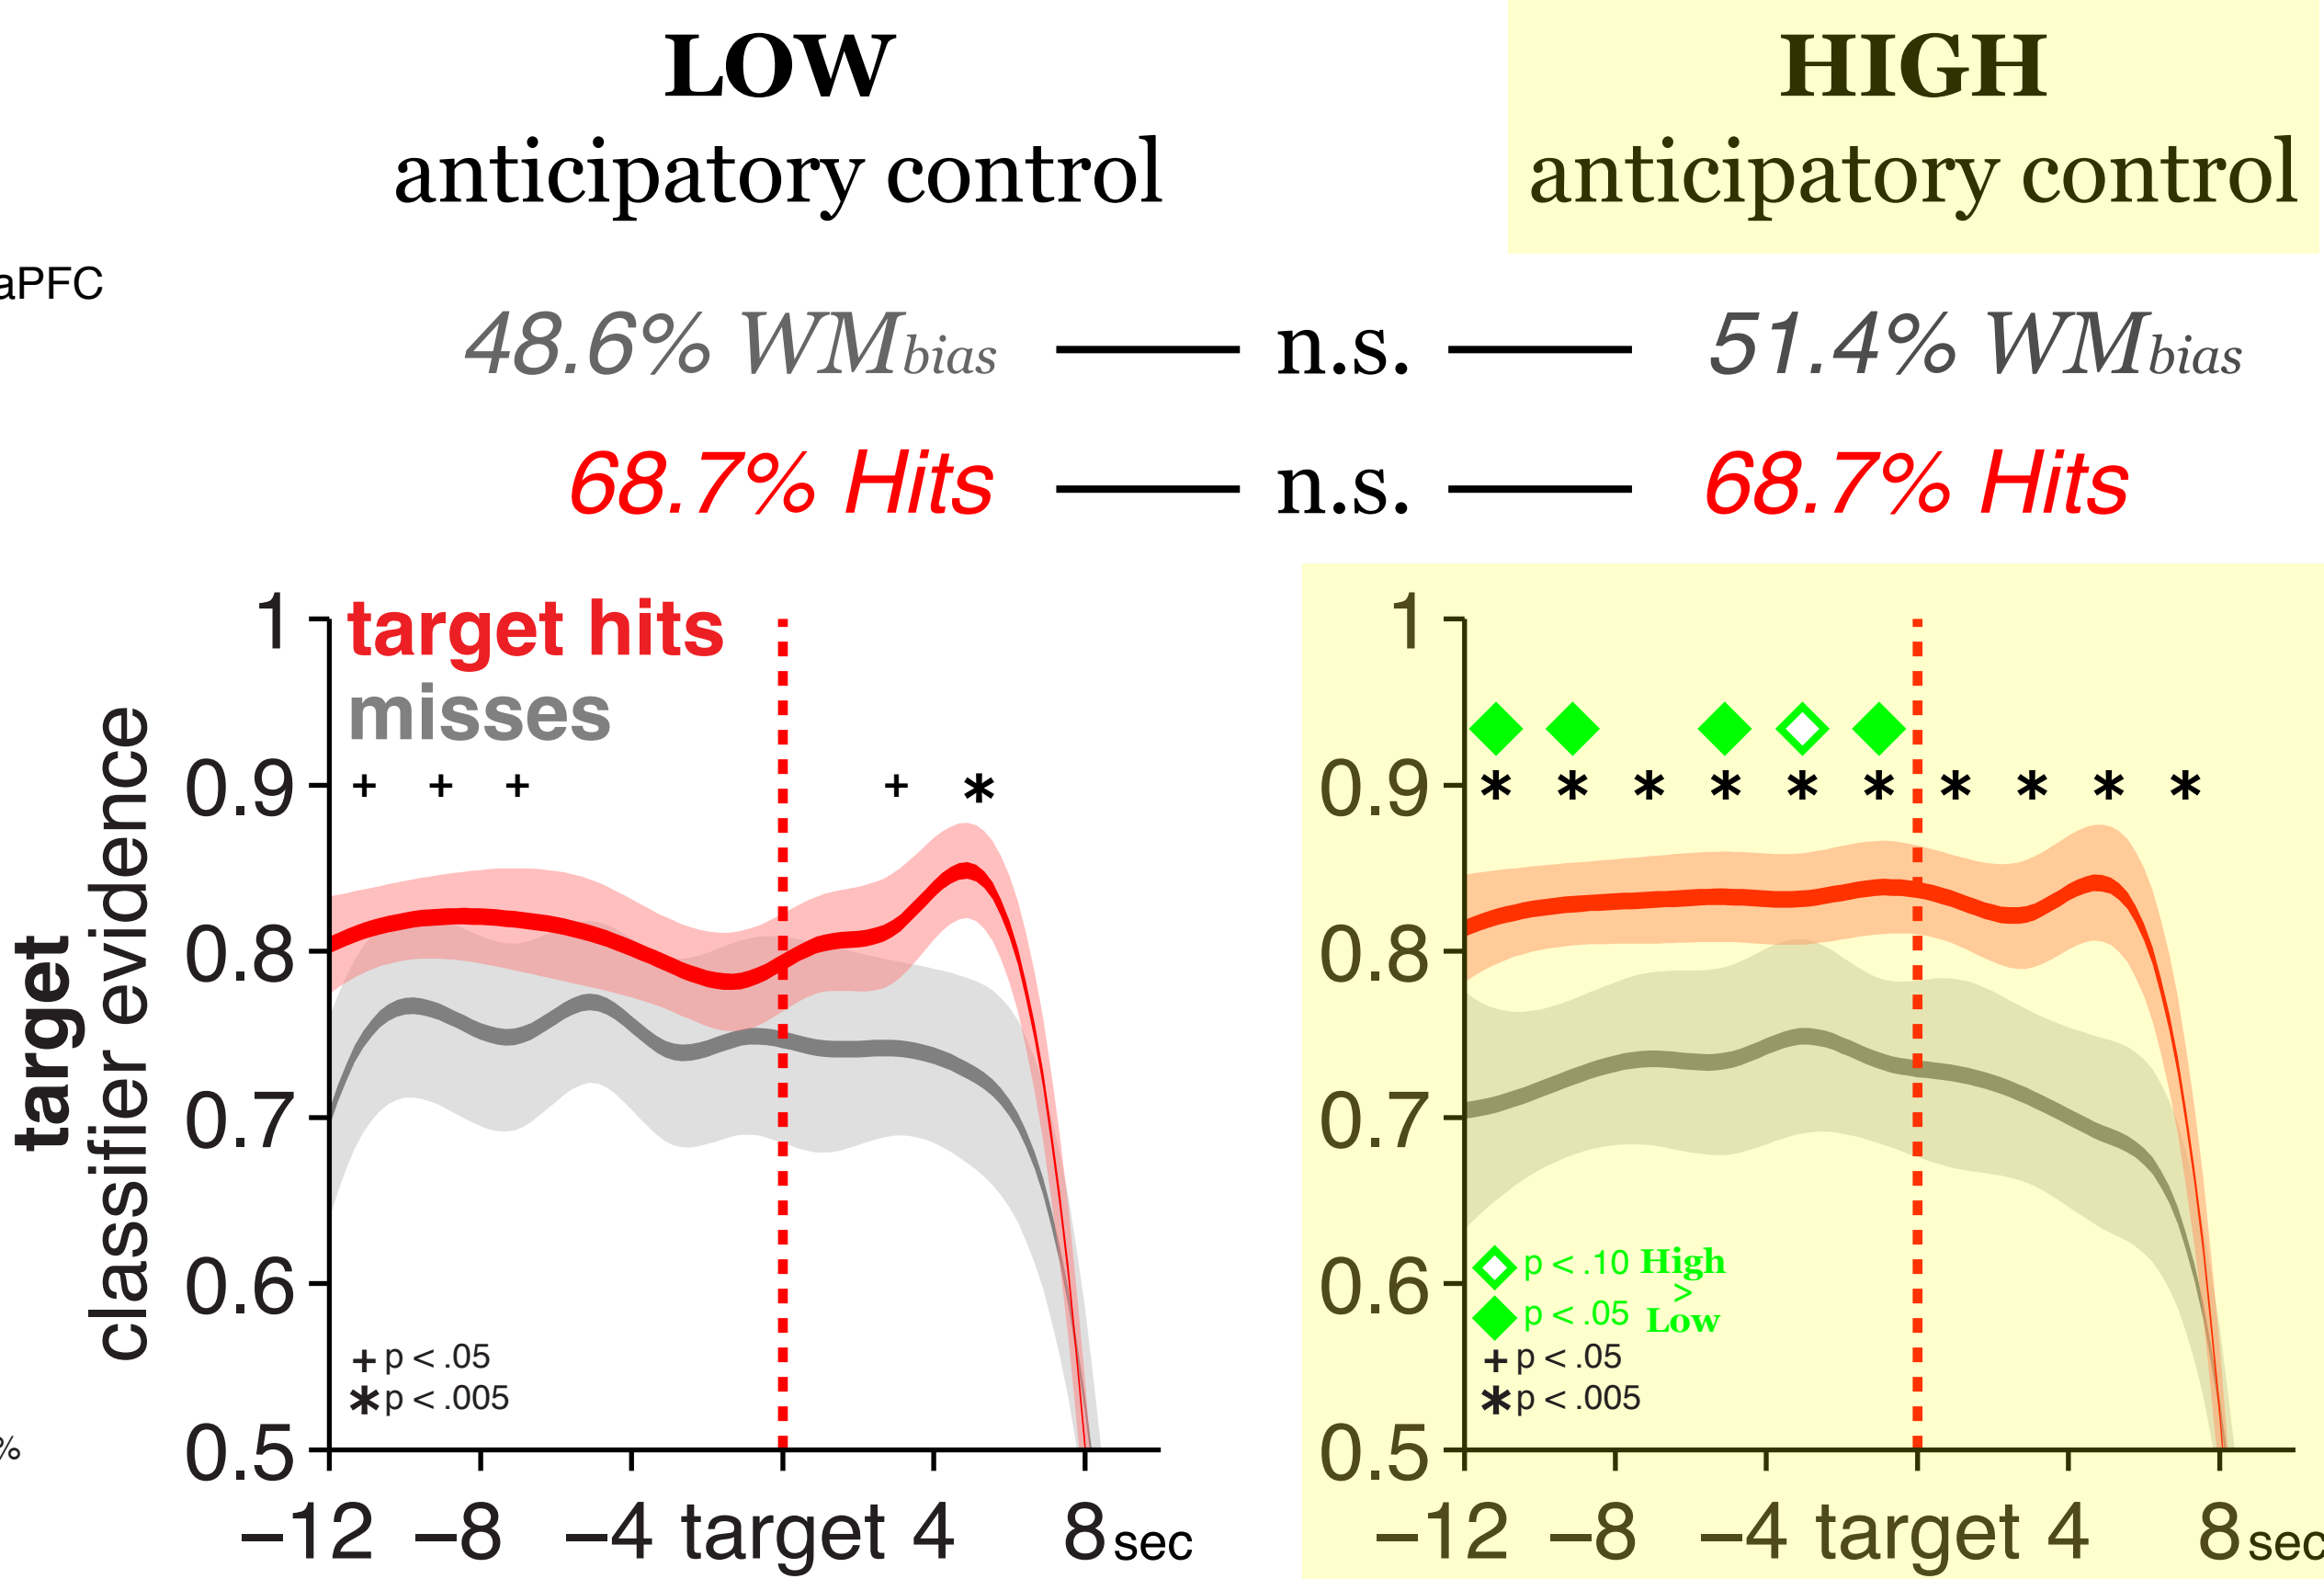 LOW
anticipatory control
HIGH
anticipatory control
aPFC
48.6% WMbias — n.s. — 51.4% WMbias
68.7% Hits — n.s. — 68.7% Hits
target
classifier evidence
target hits
misses
1
0.9
0.8
0.7
0.6
0.5
+ + + + *
+ p < .05
* p < .005
−12 −8 −4 target 4 8 sec
1
0.9
0.8
0.7
0.6
0.5
* * * * * * * * * *
p < .10 High
>
p < .05 Low
+ p < .05
* p < .005
−12 −8 −4 target 4 8 sec
%